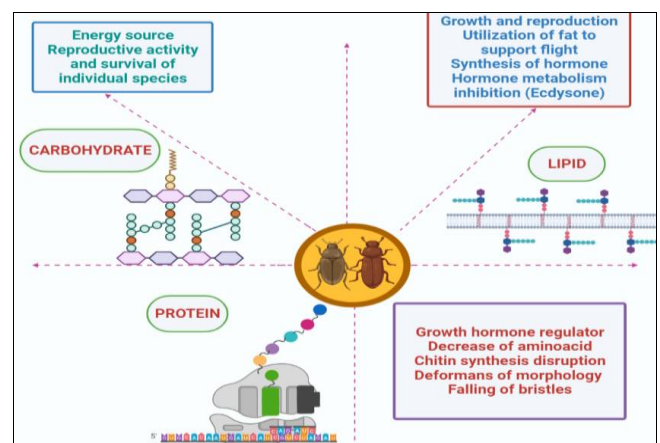 Energy source
Reproductive activity
and survival of
individual species
Growth and reproduction
Utilization of fat to
support flight
Synthesis of hormone
Hormone metabolism
inhibition (Ecdysone)
CARBOHYDRATE
LIPID
PROTEIN
Growth hormone regulator
Decrease of aminoacid
Chitin synthesis disruption
Deformans of morphology
Falling of bristles
5'